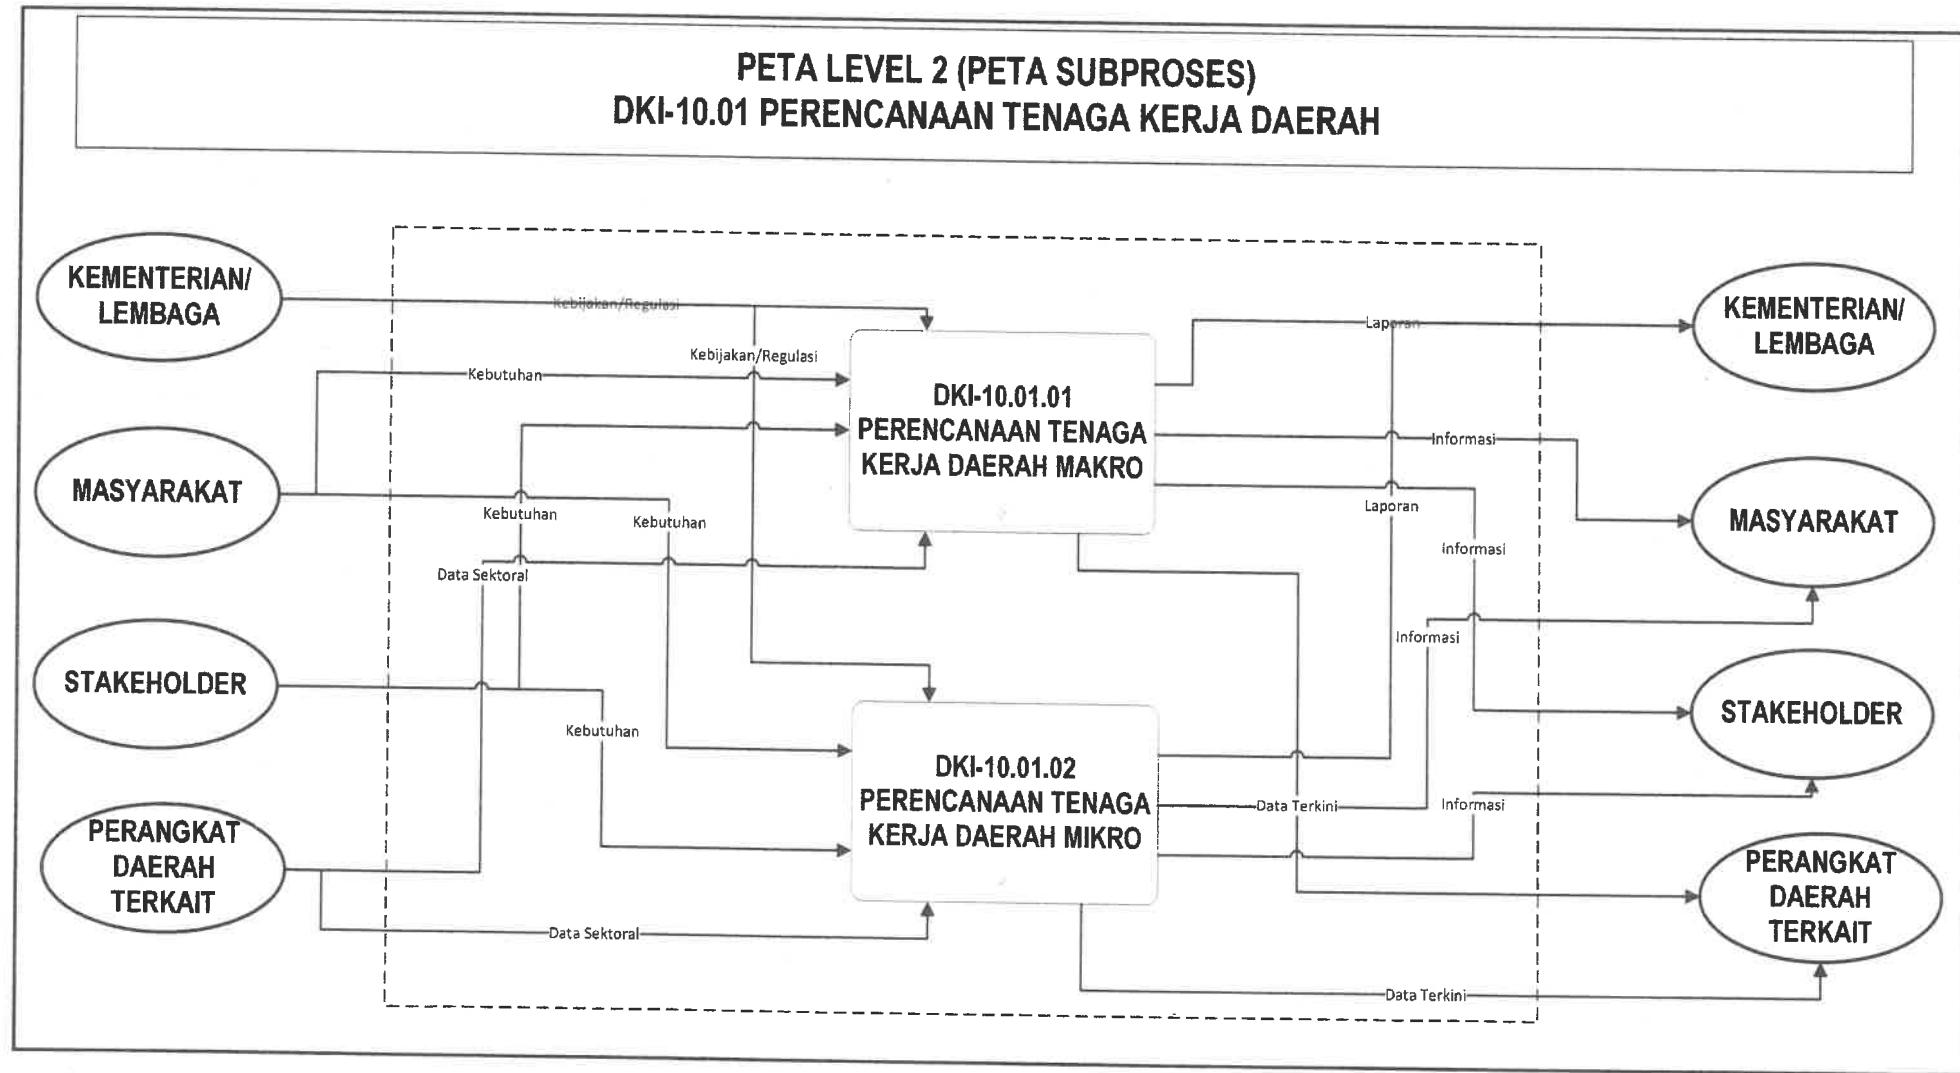 PETA LEVEL 2 (PETA SUBPROSES)
DKI-10.01 PERENCANAAN TENAGA KERJA DAERAH
KEMENTERIAN/
LEMBAGA
MASYARAKAT
STAKEHOLDER
PERANGKAT
DAERAH
TERKAIT
Kebijakan/Regulasi
Kebijakan/Regulasi
Kebutuhan
Kebutuhan
Kebutuhan
Data Sektoral
Kebutuhan
Data Sektoral
DKI-10.01.01
PERENCANAAN TENAGA
KERJA DAERAH MAKRO
DKI-10.01.02
PERENCANAAN TENAGA
KERJA DAERAH MIKRO
Laporan
Informasi
Laporan
Informasi
Informasi
Data Terkini
Informasi
Data Terkini
KEMENTERIAN/
LEMBAGA
MASYARAKAT
STAKEHOLDER
PERANGKAT
DAERAH
TERKAIT